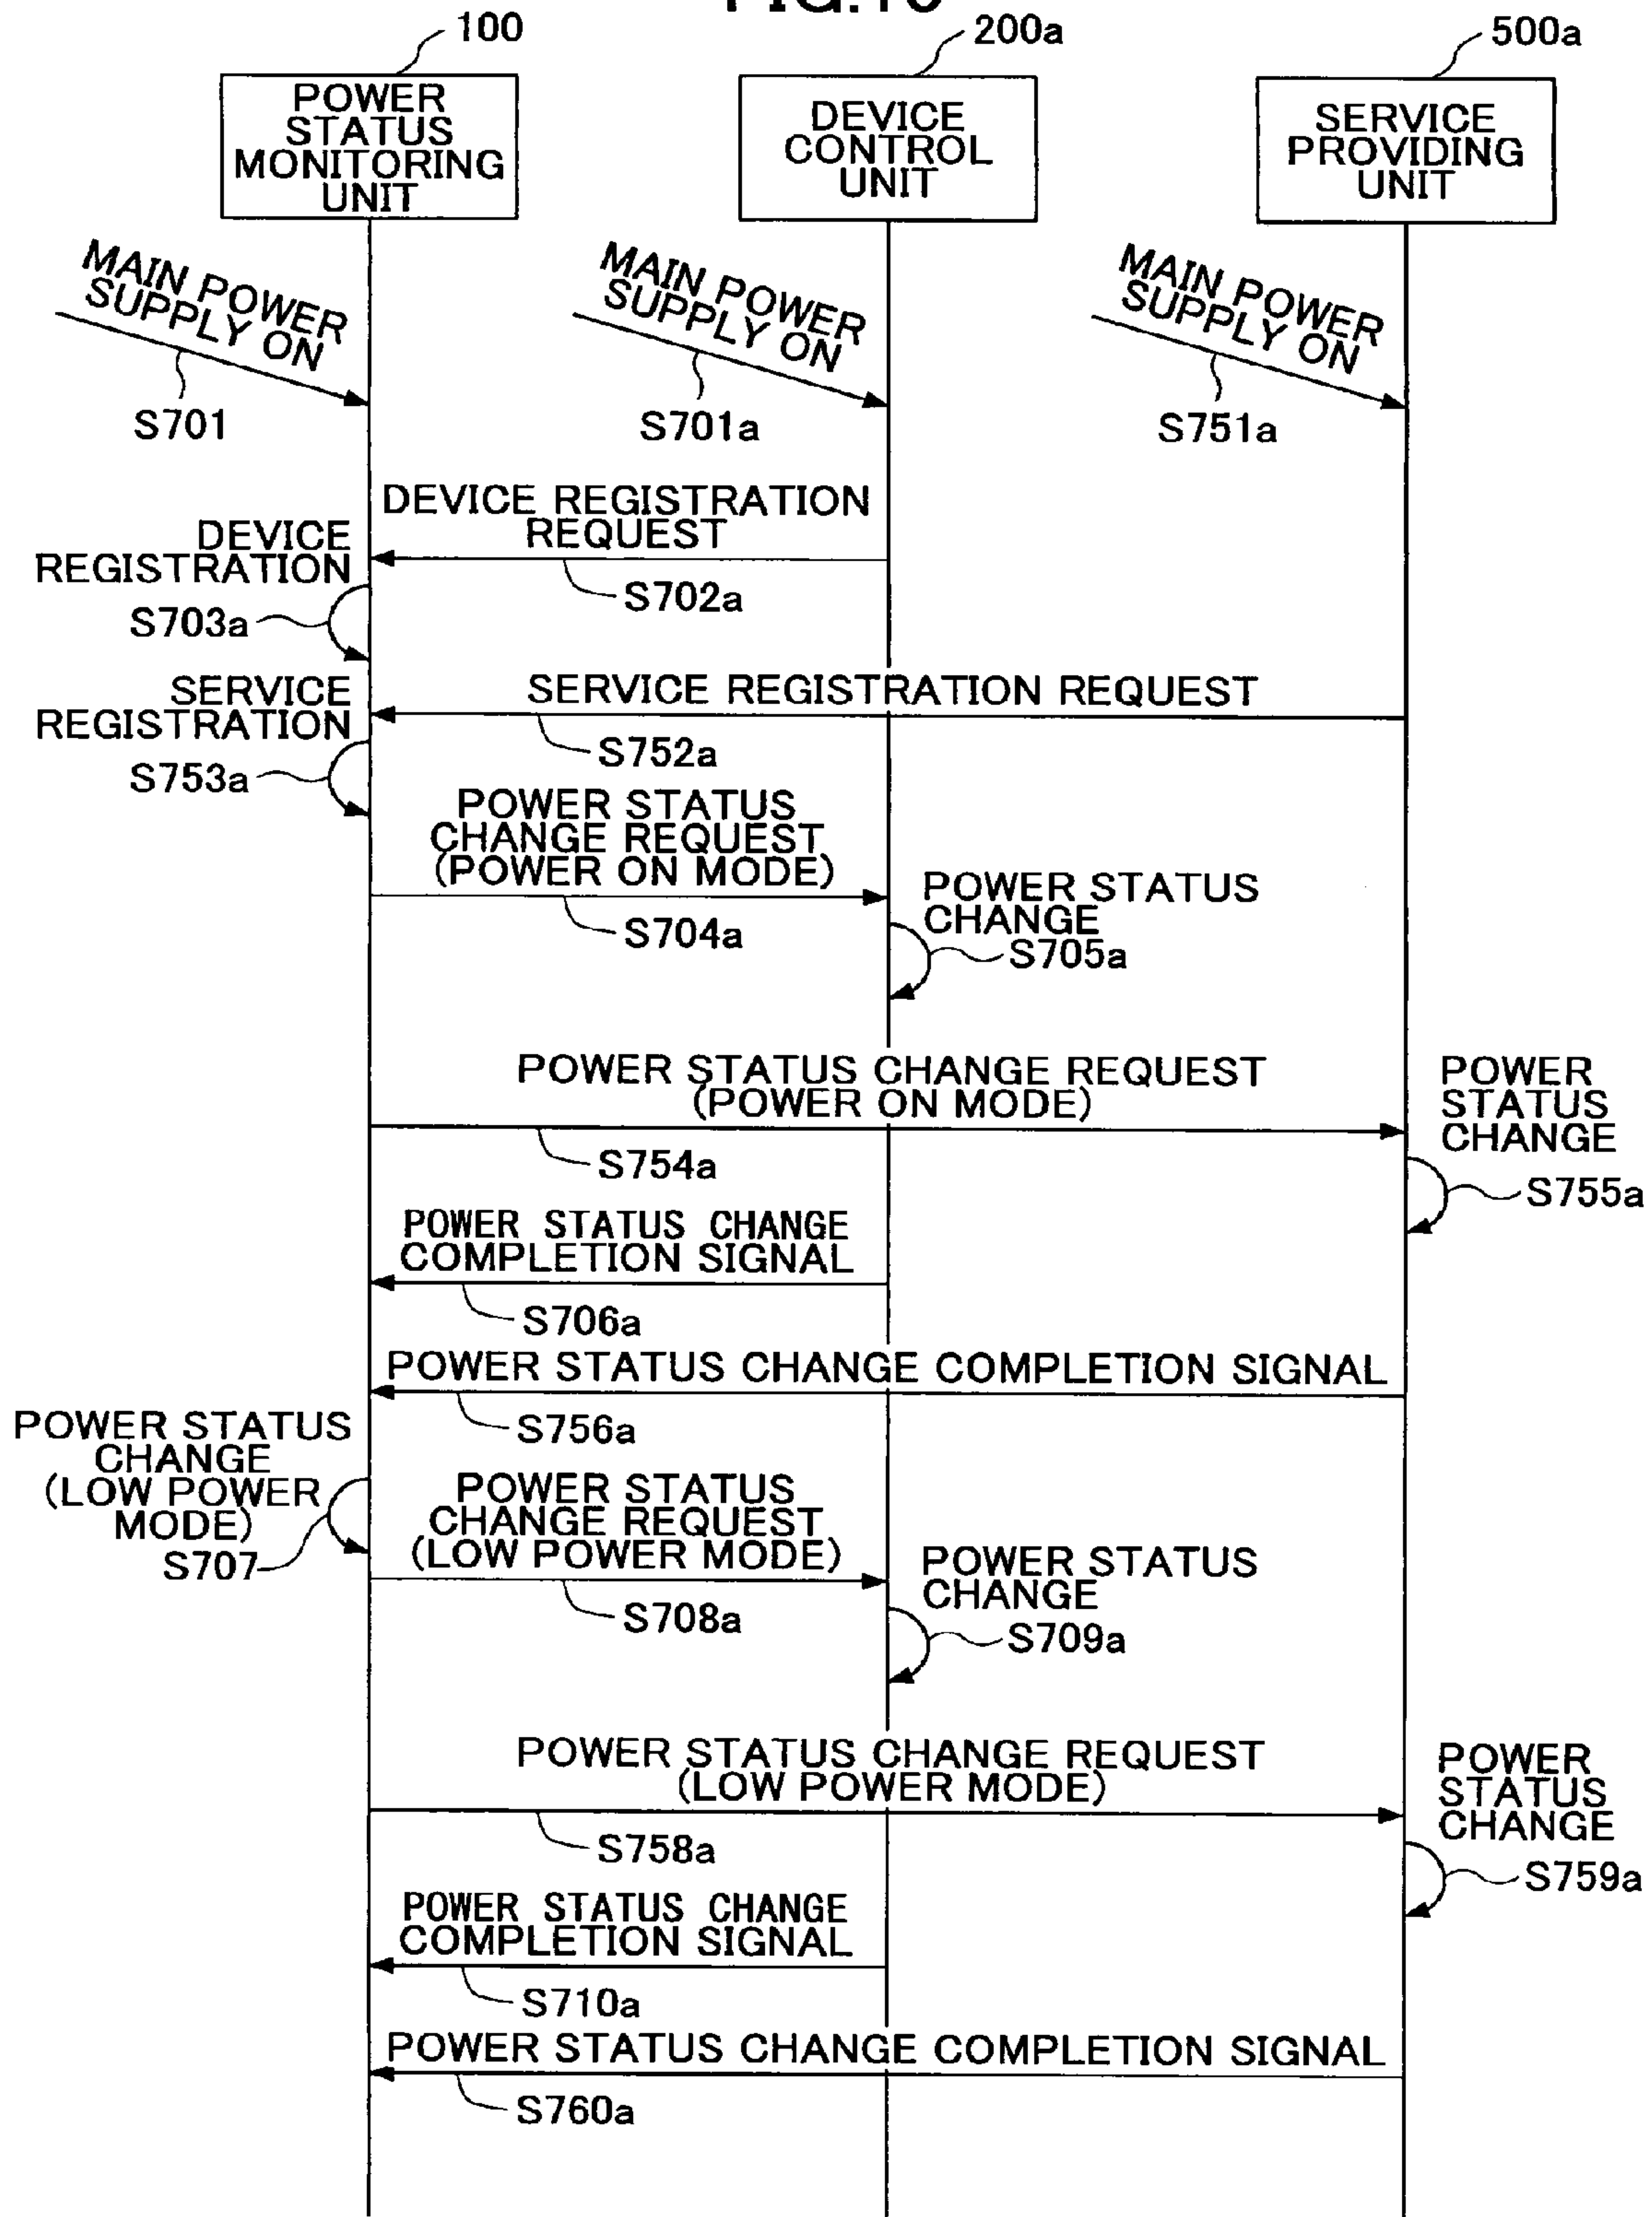 100
200a
500a
POWER
STATUS
MONITORING
UNIT
DEVICE
CONTROL
UNIT
SERVICE
PROVIDING
UNIT
MAIN POWER
SUPPLY ON
S701
MAIN POWER
SUPPLY ON
S701a
MAIN POWER
SUPPLY ON
S751a
DEVICE REGISTRATION
REQUEST
S702a
DEVICE
REGISTRATION
S703a
SERVICE REGISTRATION REQUEST
S752a
SERVICE
REGISTRATION
S753a
POWER STATUS
CHANGE REQUEST
(POWER ON MODE)
S704a
POWER STATUS
CHANGE
S705a
POWER STATUS CHANGE REQUEST
(POWER ON MODE)
S754a
POWER
STATUS
CHANGE
S755a
POWER STATUS CHANGE
COMPLETION SIGNAL
S706a
POWER STATUS CHANGE COMPLETION SIGNAL
S756a
POWER STATUS
CHANGE
(LOW POWER
MODE)
S707
POWER STATUS
CHANGE REQUEST
(LOW POWER MODE)
S708a
POWER STATUS
CHANGE
S709a
POWER STATUS CHANGE REQUEST
(LOW POWER MODE)
S758a
POWER
STATUS
CHANGE
S759a
POWER STATUS CHANGE
COMPLETION SIGNAL
S710a
POWER STATUS CHANGE COMPLETION SIGNAL
S760a